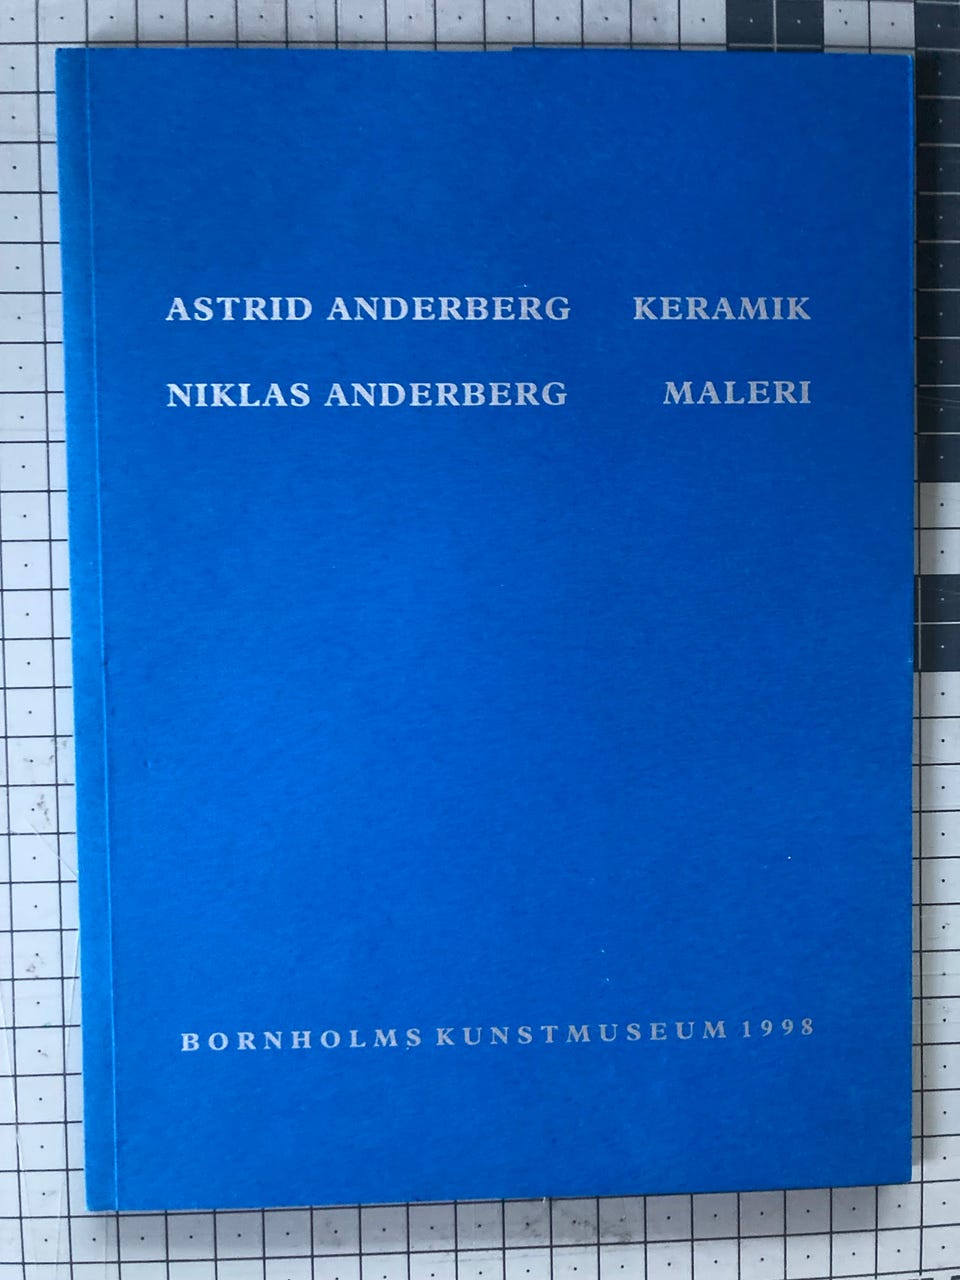 ASTRID ANDERBERG KERAMIK
NIKLAS ANDERBERG MALERI
BORNHOLMS KUNSTMUSEUM 1998